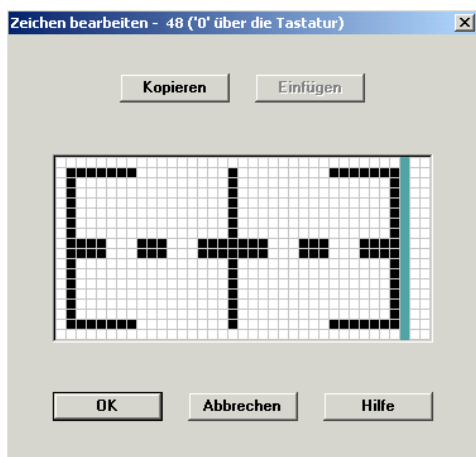 Zeichen bearbeiten - 48 ('0' über die Tastatur)
Kopieren Einfügen
OK Abbrechen Hilfe